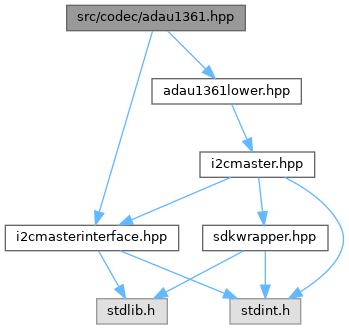 src/codec/adau1361.hpp
adau1361lower.hpp
i2cmaster.hpp
i2cmasterinterface.hpp
sdkwrapper.hpp
stdlib.h
stdint.h